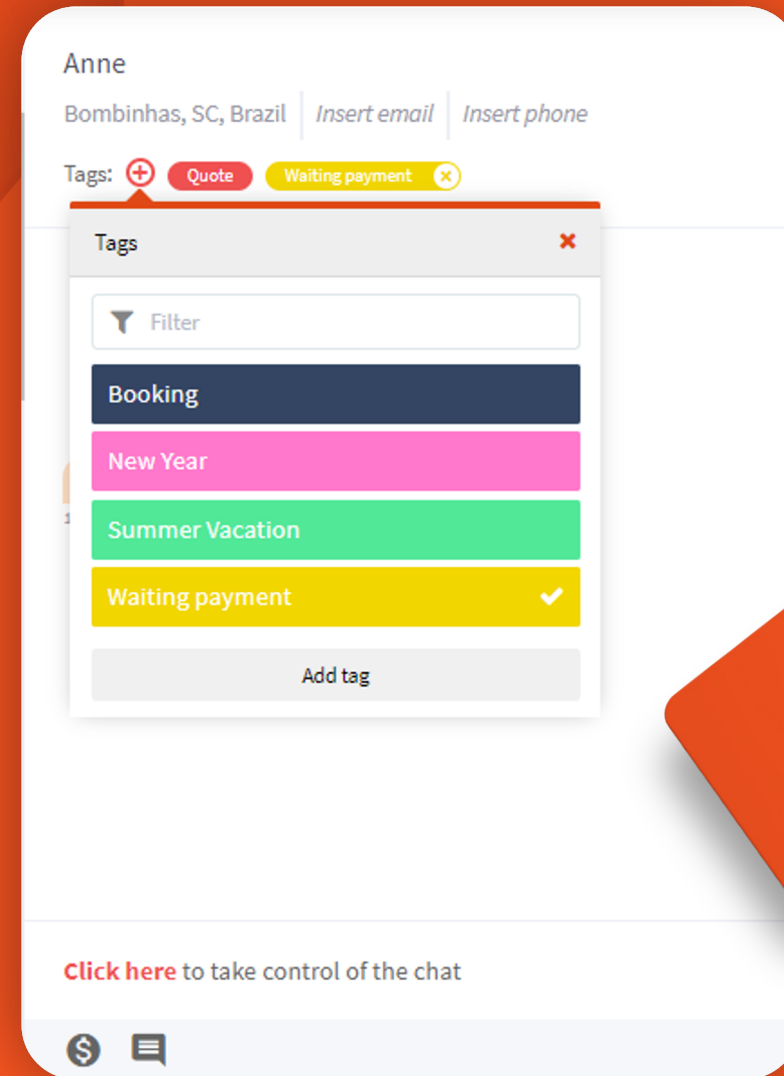 Anne
Bombinhas, SC, Brazil Insert email Insert phone
Tags: Quote Waiting payment
Tags
Filter
Booking
New Year
Summer Vacation
Waiting payment
Add tag
Click here to take control of the chat